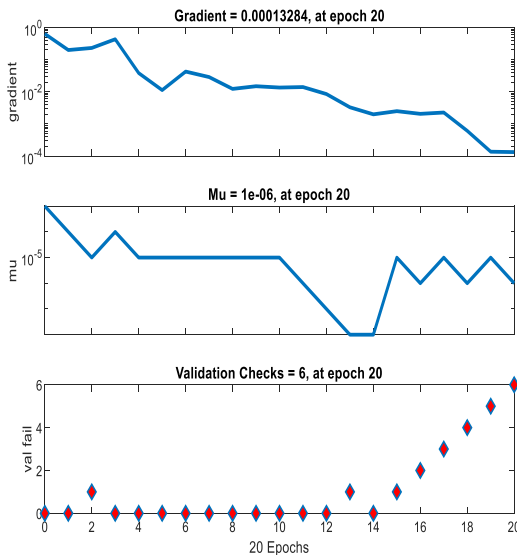 Gradient = 0.00013284, at epoch 20
10^0
10^-2
10^-4
gradient
Mu = 1e-06, at epoch 20
10^-5
mu
Validation Checks = 6, at epoch 20
6
4
2
0
val fail
0 2 4 6 8 10 12 14 16 18 20
20 Epochs